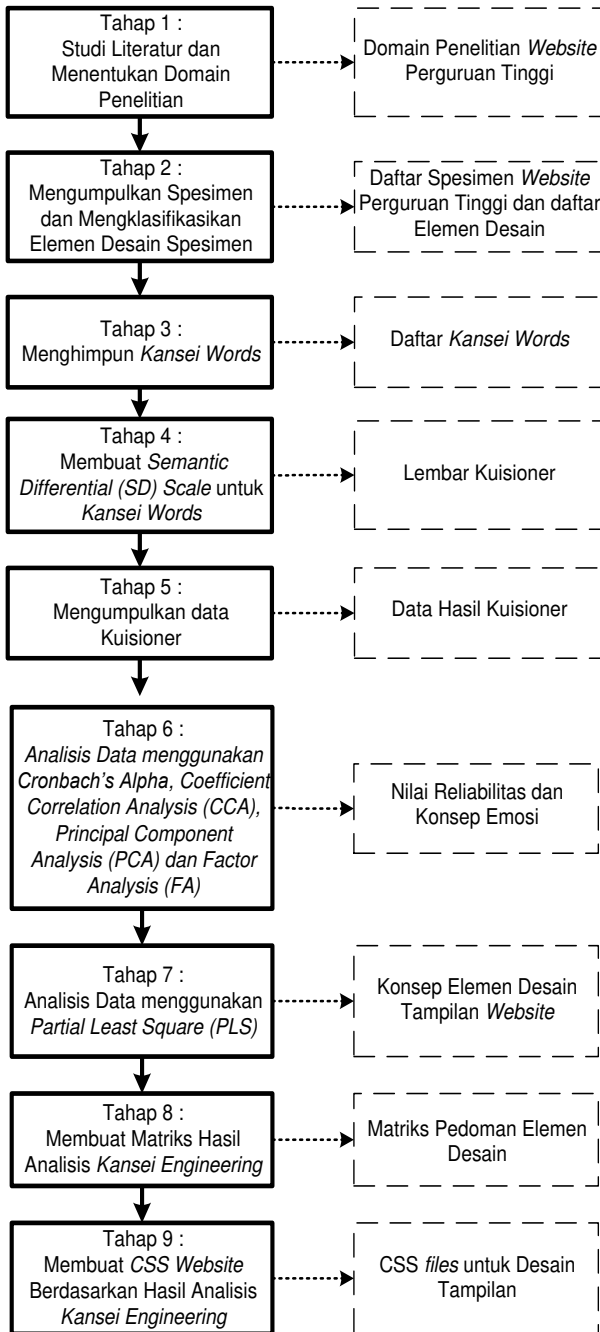 Tahap 1 :
Studi Literatur dan
Menentukan Domain
Penelitian
Domain Penelitian Website
Perguruan Tinggi
Tahap 2 :
Mengumpulkan Spesimen
dan Mengklasifikasikan
Elemen Desain Spesimen
Daftar Spesimen Website
Perguruan Tinggi dan daftar
Elemen Desain
Tahap 3 :
Menghimpun Kansei Words
Daftar Kansei Words
Tahap 4 :
Membuat Semantic
Differential (SD) Scale untuk
Kansei Words
Lembar Kuisioner
Tahap 5 :
Mengumpulkan data
Kuisioner
Data Hasil Kuisioner
Tahap 6 :
Analisis Data menggunakan
Cronbach's Alpha, Coefficient
Correlation Analysis (CCA),
Principal Component
Analysis (PCA) dan Factor
Analysis (FA)
Nilai Reliabilitas dan
Konsep Emosi
Tahap 7 :
Analisis Data menggunakan
Partial Least Square (PLS)
Konsep Elemen Desain
Tampilan Website
Tahap 8 :
Membuat Matriks Hasil
Analisis Kansei Engineering
Matriks Pedoman Elemen
Desain
Tahap 9 :
Membuat CSS Website
Berdasarkan Hasil Analisis
Kansei Engineering
CSS files untuk Desain
Tampilan